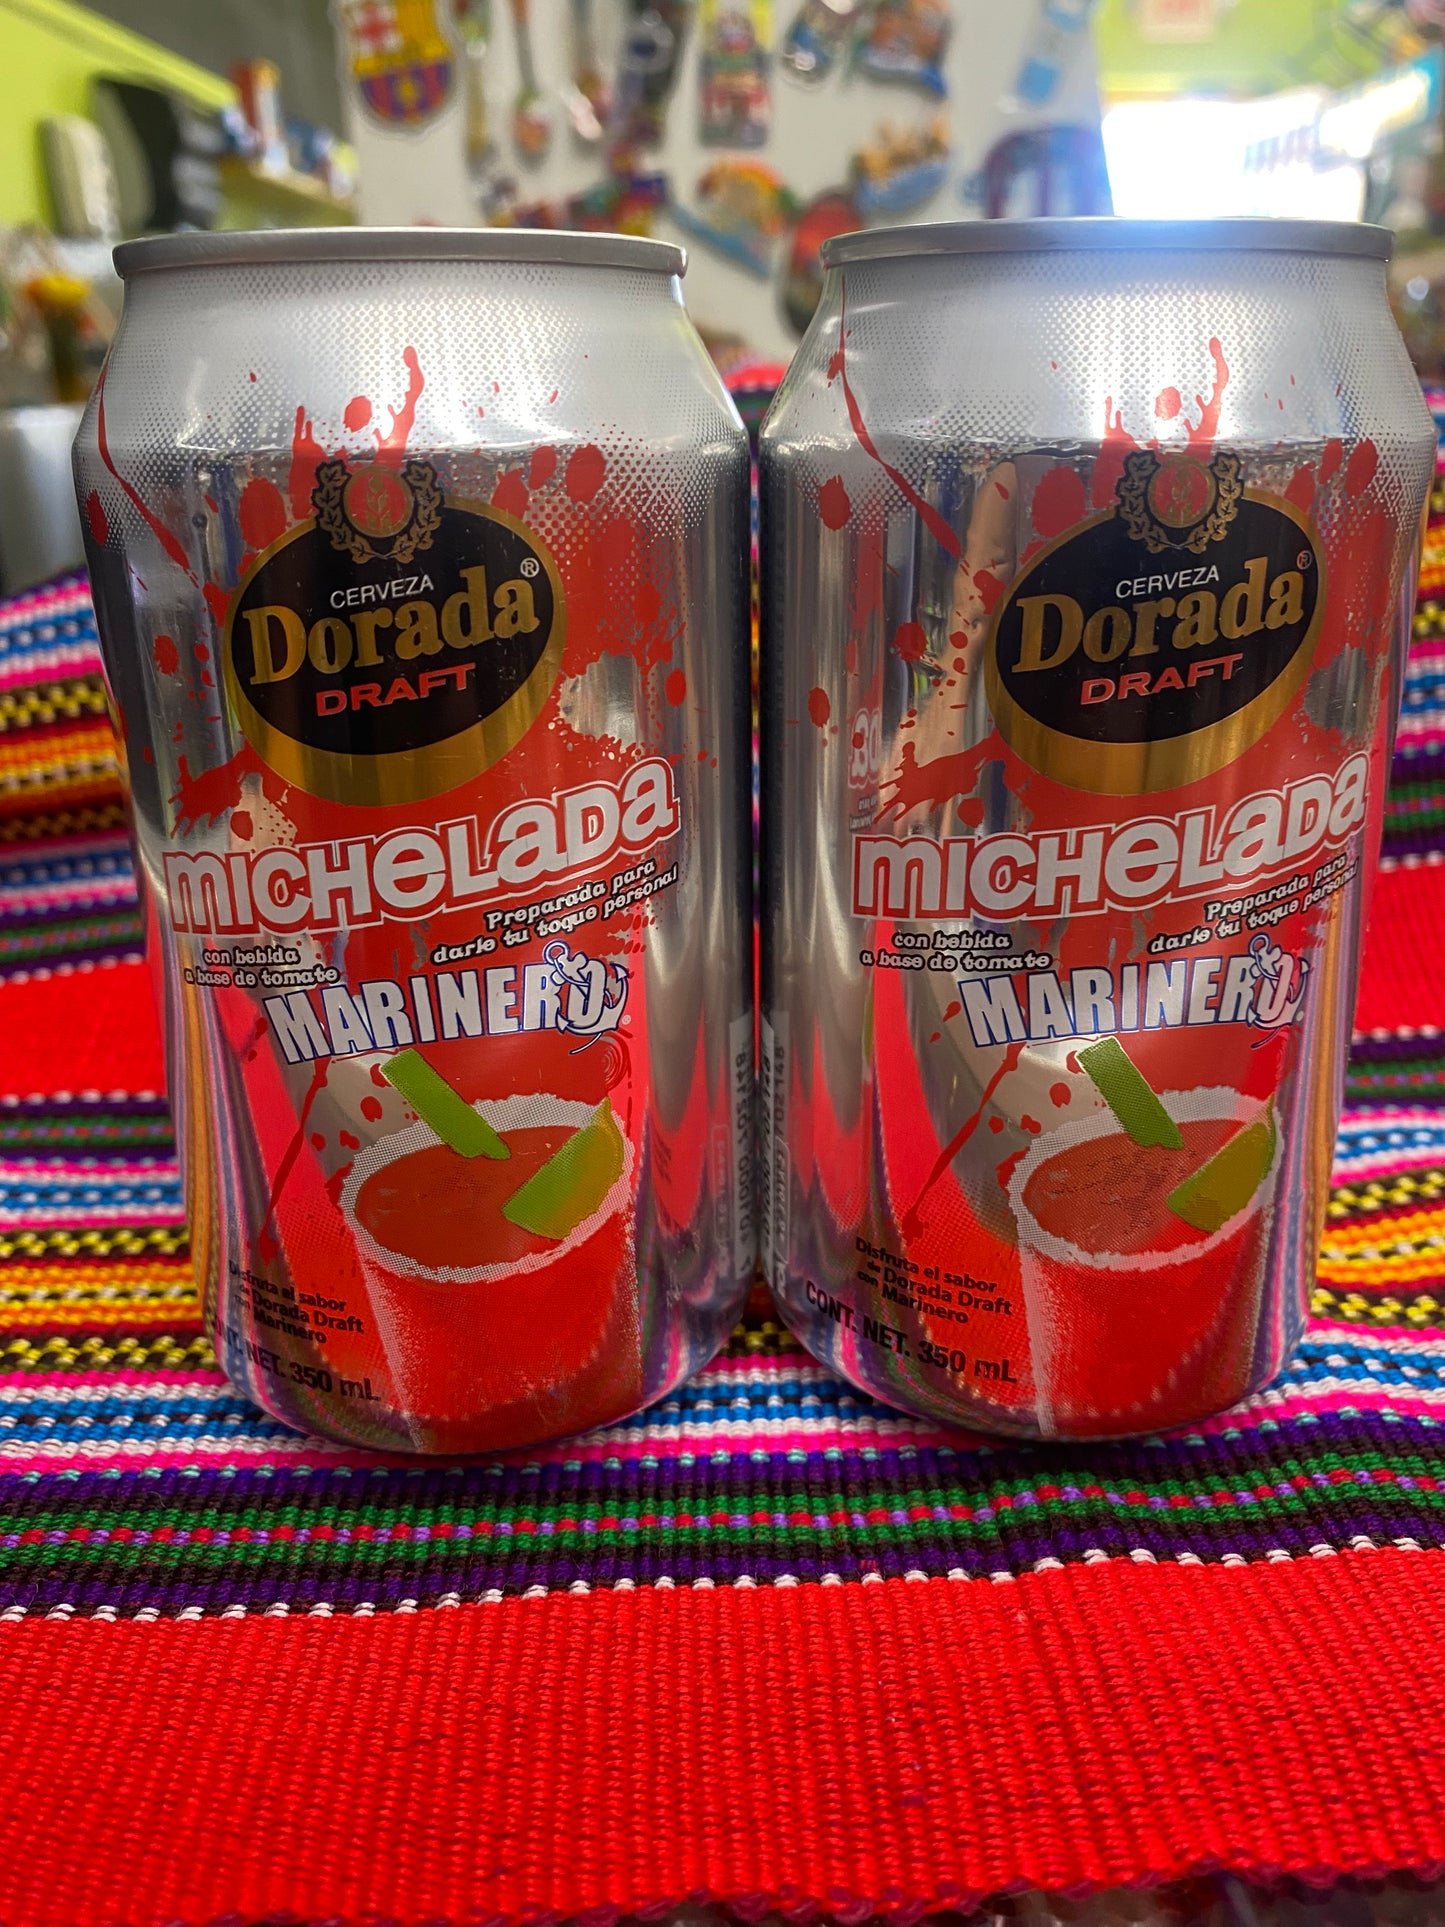 CERVEZA
Dorada®
DRAFT
MICHELADA
Preparada para
darle tu toque personal
con bebida
a base de tomate
MARINERO®
Disfruta el sabor
de Dorada Draft
con Marinero
CONT. NET. 350 mL
CERVEZA
Dorada®
DRAFT
MICHELADA
Preparada para
darle tu toque personal
con bebida
a base de tomate
MARINERO
Disfruta el sabor
de Dorada Draft
con Marinero
CONT. NET. 350 mL